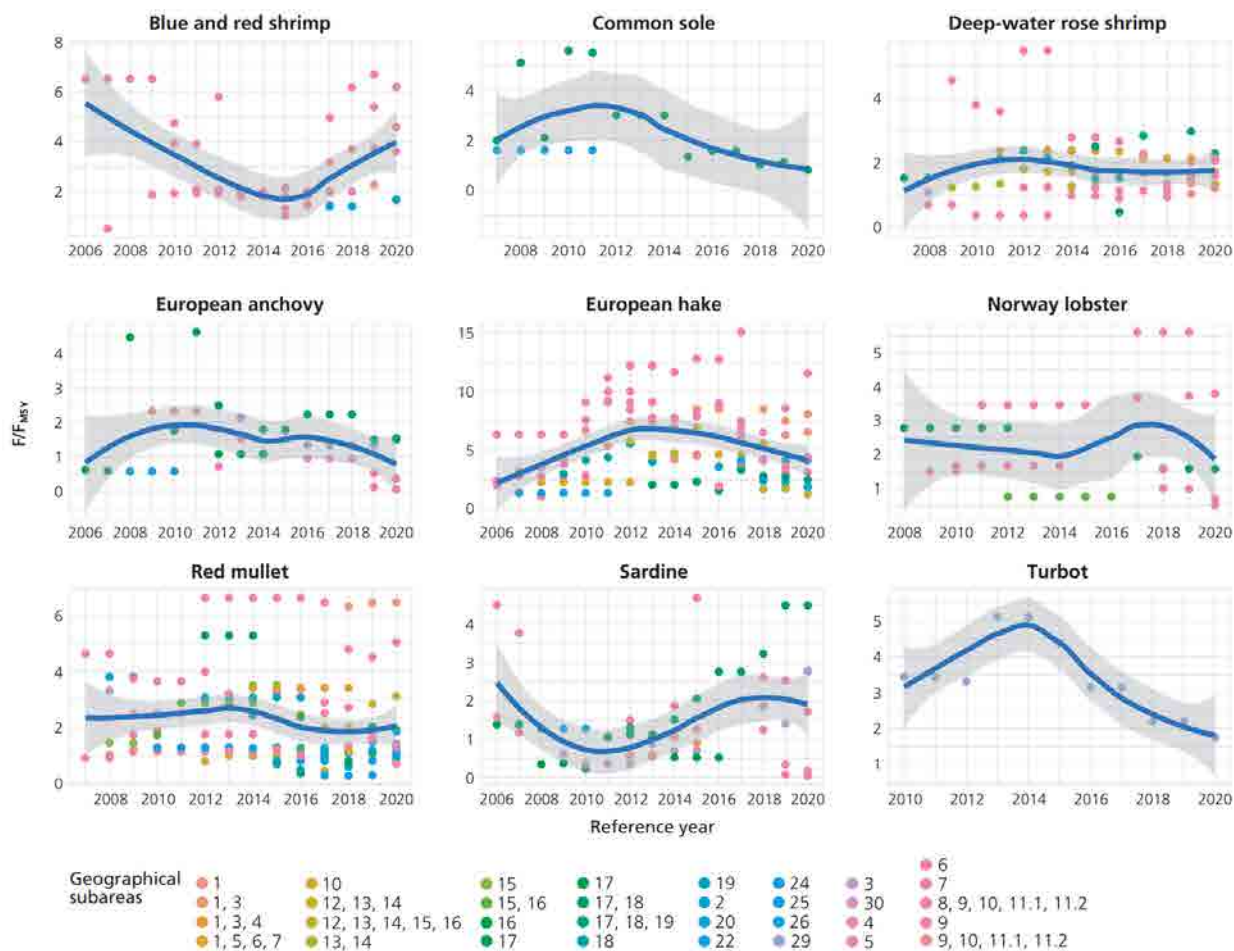 Blue and red shrimp Common sole Deep-water rose shrimp
8
6
4
2
2006 2008 2010 2012 2014 2016 2018 2020
4
2
0
2008 2010 2012 2014 2016 2018 2020
4
2
0
2008 2010 2012 2014 2016 2018 2020
European anchovy European hake Norway lobster
F/FMSY
4
3
2
1
0
2006 2008 2010 2012 2014 2016 2018 2020
15
10
5
0
2006 2008 2010 2012 2014 2016 2018 2020
5
4
3
2
1
2008 2010 2012 2014 2016 2018 2020
Red mullet Sardine Turbot
6
4
2
0
2008 2010 2012 2014 2016 2018 2020
4
3
2
1
0
2006 2008 2010 2012 2014 2016 2018 2020
5
4
3
2
1
2010 2012 2014 2016 2018 2020
Reference year
Geographical
subareas
1
1, 3
1, 3, 4
1, 5, 6, 7
10
12, 13, 14
12, 13, 14, 15, 16
13, 14
15
15, 16
16
17
17
17, 18
17, 18, 19
18
19
2
20
22
24
25
26
29
3
30
4
5
6
7
8, 9, 10, 11.1, 11.2
9
9, 10, 11.1, 11.2